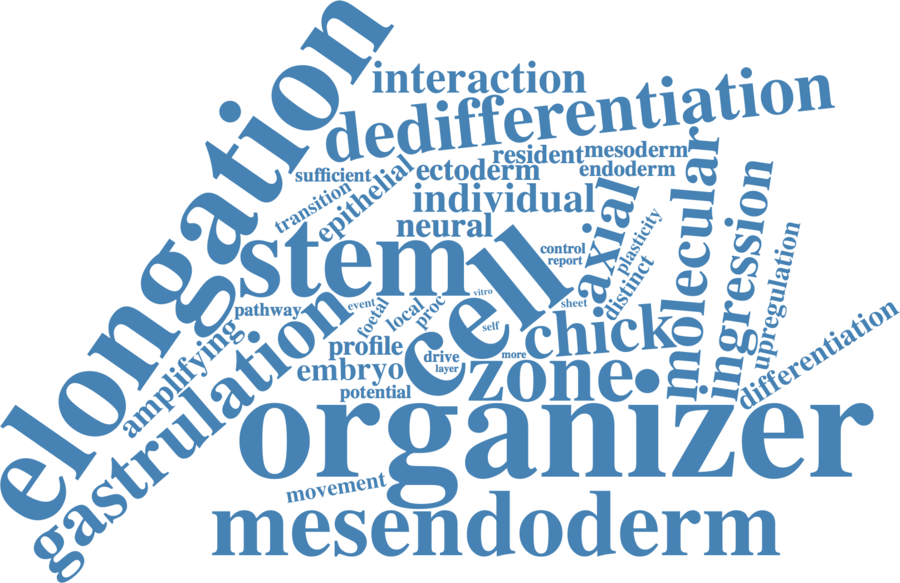 elongation
interaction
dedifferentiation
resident
mesoderm
sufficient
ectoderm
endoderm
transition
epithelial
individual
axial
molecular
ingression
neural
plasticity
stem
cell
control
report
distinct
upregulation
pathway
event
foetal
local
proc
vitro
sheet
self
amplifying
gastrulation
profile
drive
more
chick
embryo
layer
zone
differentiation
potential
organizer
movement
mesendoderm